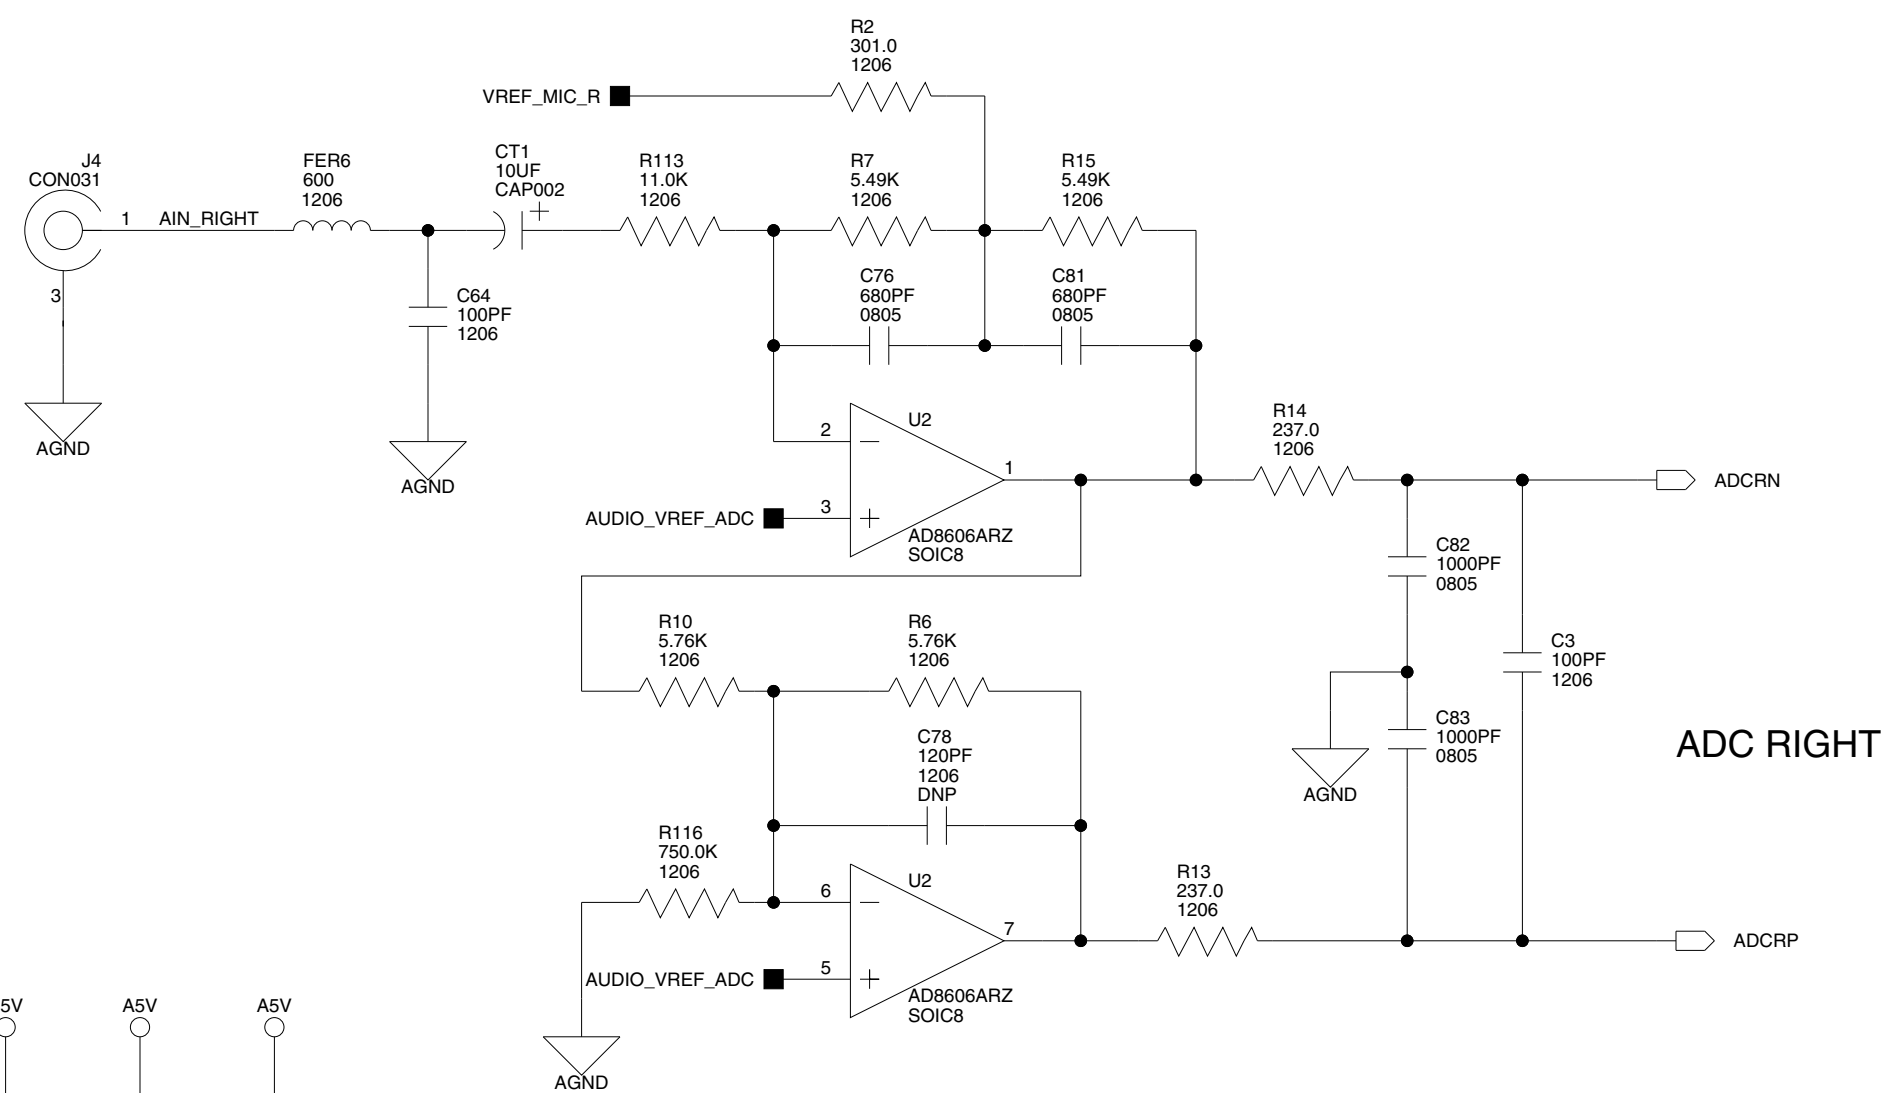 R2
301.0
1206
VREF_MIC_R
J4
CON031
1
AIN_RIGHT
3
AGND
FER6
600
1206
CT1
10UF
CAP002
+
R113
11.0K
1206
R7
5.49K
1206
R15
5.49K
1206
C64
100PF
1206
AGND
C76
680PF
0805
C81
680PF
0805
U2
2
3
1
AUDIO_VREF_ADC
AD8606ARZ
SOIC8
R14
237.0
1206
ADCRN
C82
1000PF
0805
C3
100PF
1206
C83
1000PF
0805
AGND
ADC RIGHT
R10
5.76K
1206
R6
5.76K
1206
C78
120PF
1206
DNP
R116
750.0K
1206
U2
6
5
7
AUDIO_VREF_ADC
AD8606ARZ
SOIC8
AGND
R13
237.0
1206
ADCRP
5V
A5V
A5V